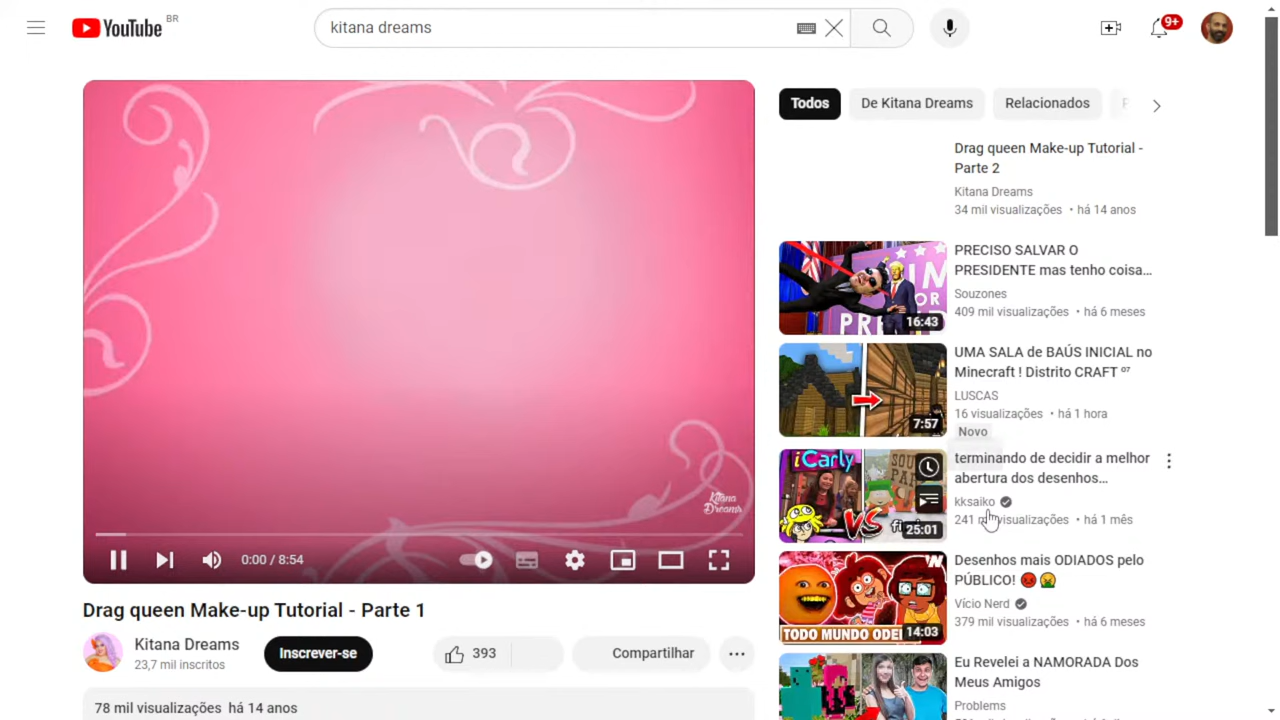 YouTube BR
kitana dreams
9+
Todos
De Kitana Dreams
Relacionados
Drag queen Make-up Tutorial -
Parte 2
Kitana Dreams
34 mil visualizações • há 14 anos
PRECISO SALVAR O
PRESIDENTE mas tenho coisa...
Souzones
409 mil visualizações • há 6 meses
16:43
UMA SALA de BAÚS INICIAL no
Minecraft ! Distrito CRAFT ⁰⁷
LUSCAS
16 visualizações • há 1 hora
Novo
7:57
iCarly
VS
25:01
terminando de decidir a melhor
abertura dos desenhos...
kksaiko
241 visualizações • há 1 mês
TODO MUNDO
14:03
Desenhos mais ODIADOS pelo
PÚBLICO! 😡🤮
Vício Nerd
379 mil visualizações • há 6 meses
Eu Revelei a NAMORADA Dos
Meus Amigos
Problems
Kitana
Dreams
0:00 / 8:54
Drag queen Make-up Tutorial - Parte 1
Kitana Dreams
23,7 mil inscritos
Inscrever-se
393
Compartilhar
78 mil visualizações há 14 anos